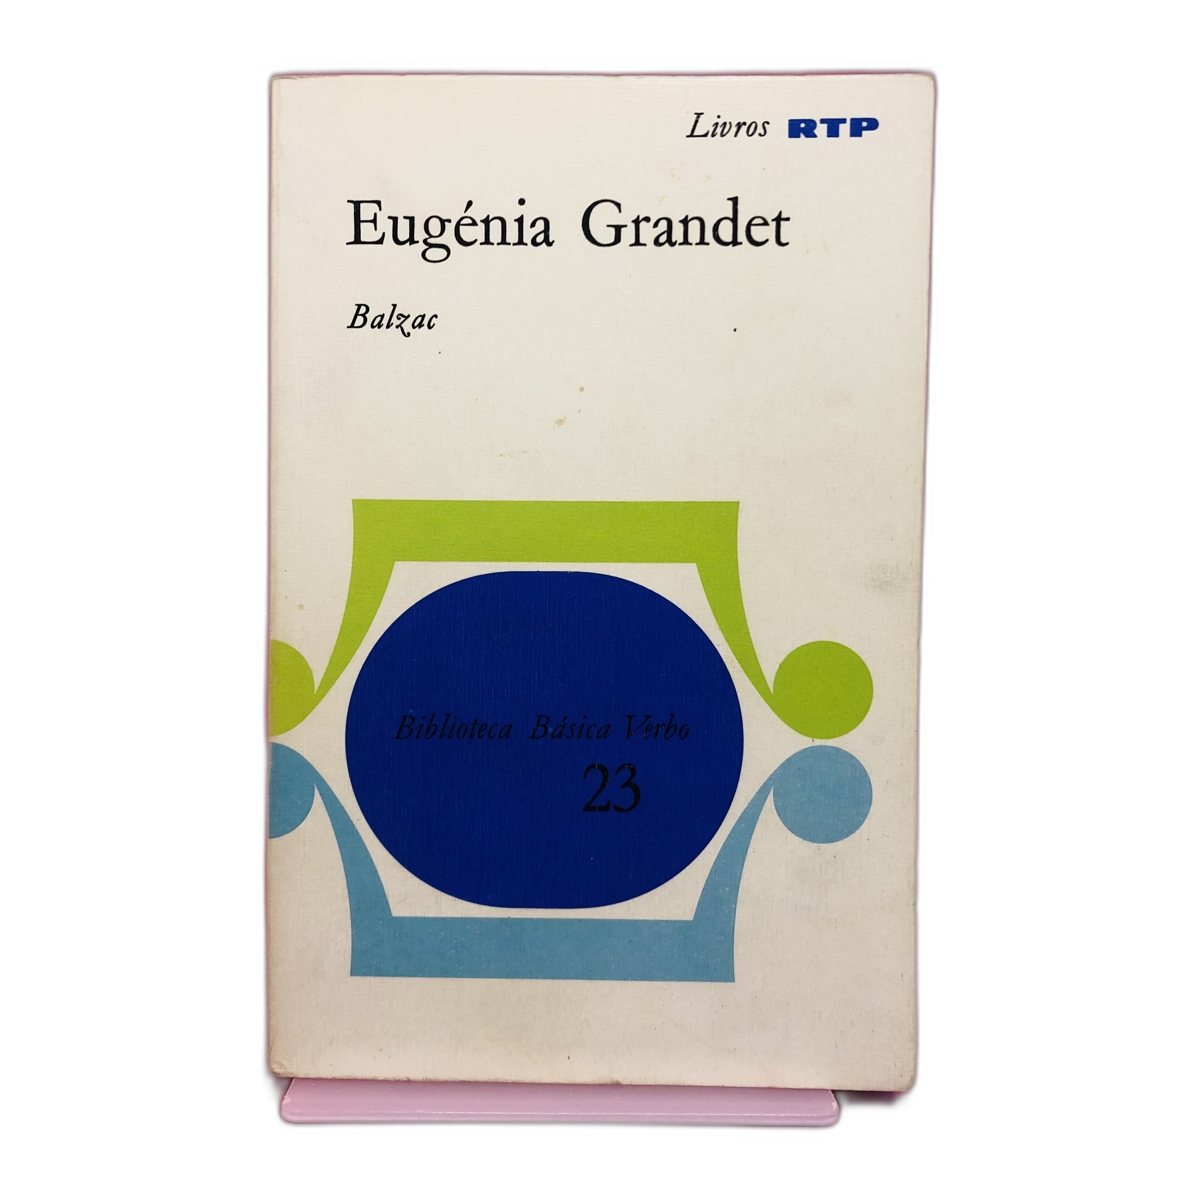 Livros RTP
Eugénia Grandet
Balzac
Biblioteca Básica Verbo
23